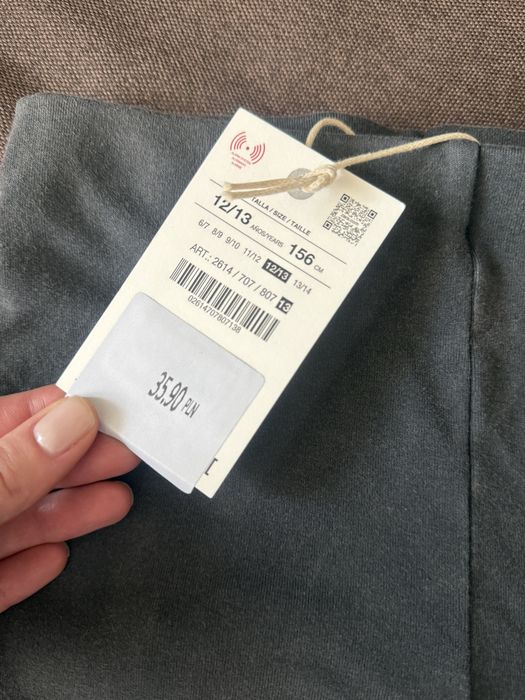 TALLA / SIZE / TAILLE
12/13 AÑOS/YEARS 156 CM
6/7 8/9 9/10 11/12 12/13 13/14
ART.: 2614 / 707 / 807 13
02614707807138
35,90 PLN